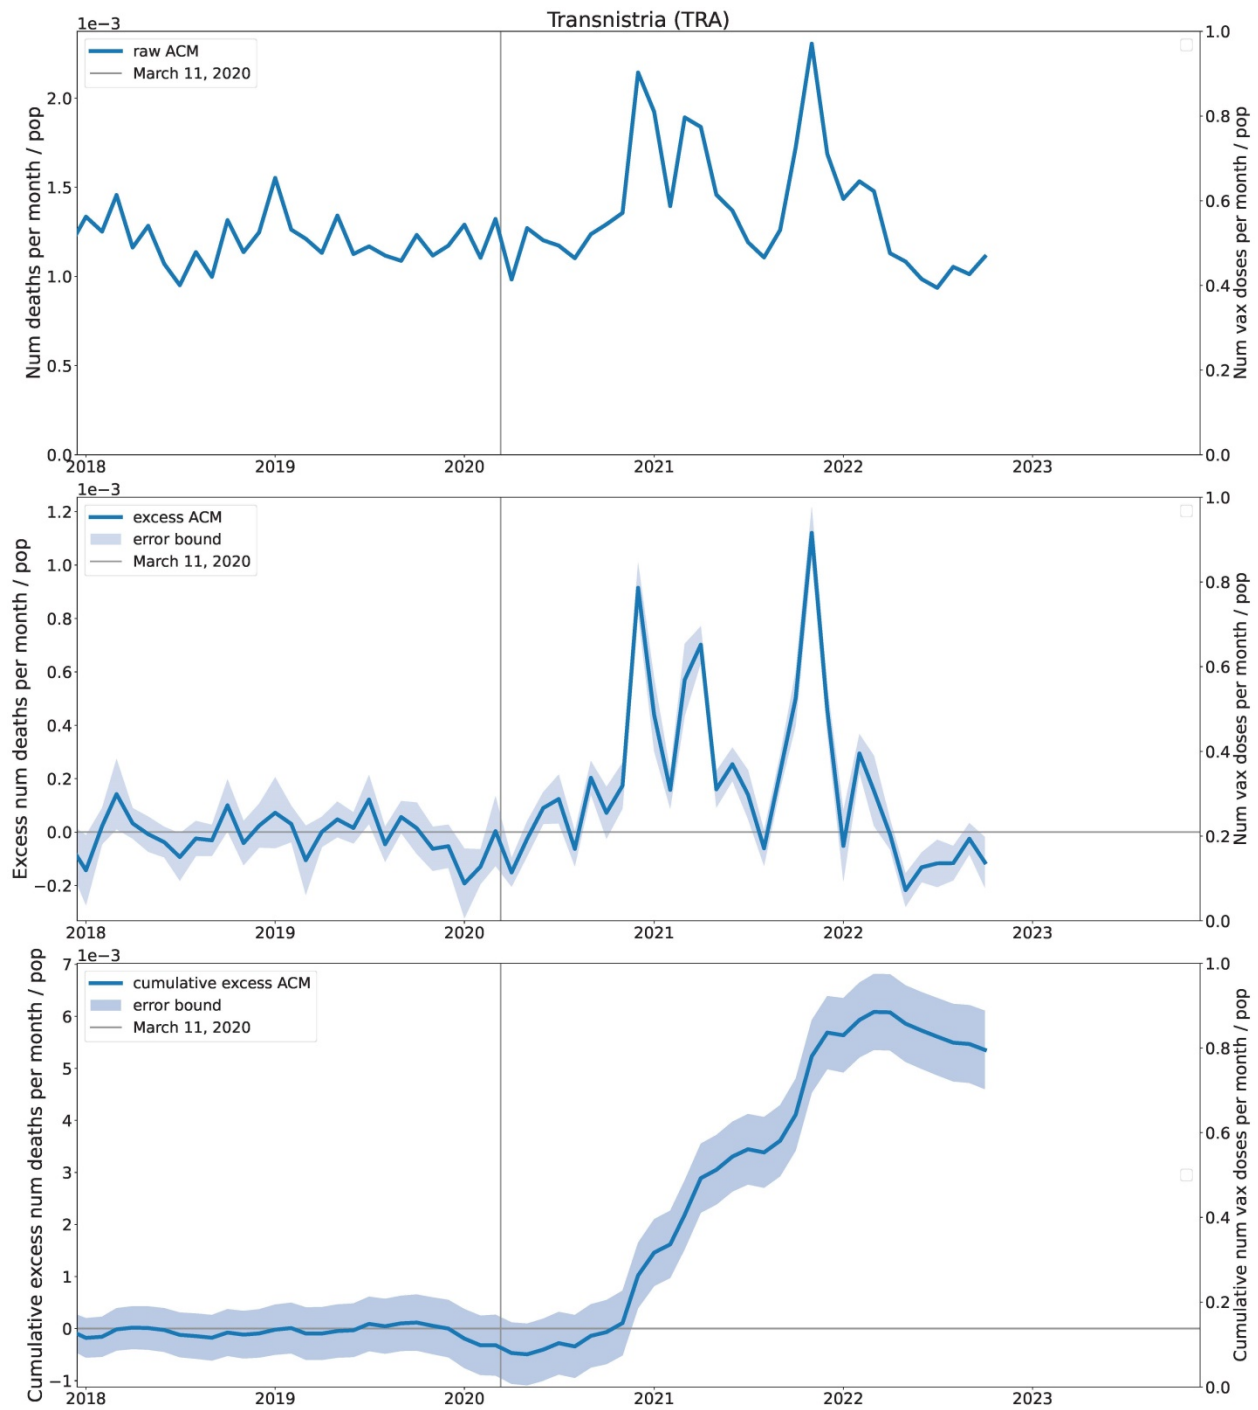 Transnistria (TRA)
1e−3
raw ACM
March 11, 2020
2.0
1.5
1.0
0.5
0.0
Num deaths per month / pop
1.0
0.8
0.6
0.4
0.2
0.0
Num vax doses per month / pop
2018 2019 2020 2021 2022 2023
1e−3
excess ACM
error bound
March 11, 2020
1.2
1.0
0.8
0.6
0.4
0.2
0.0
−0.2
Excess num deaths per month / pop
1.0
0.8
0.6
0.4
0.2
0.0
Num vax doses per month / pop
2018 2019 2020 2021 2022 2023
1e−3
cumulative excess ACM
error bound
March 11, 2020
7
6
5
4
3
2
1
0
−1
Cumulative excess num deaths per month / pop
1.0
0.8
0.6
0.4
0.2
0.0
Cumulative num vax doses per month / pop
2018 2019 2020 2021 2022 2023